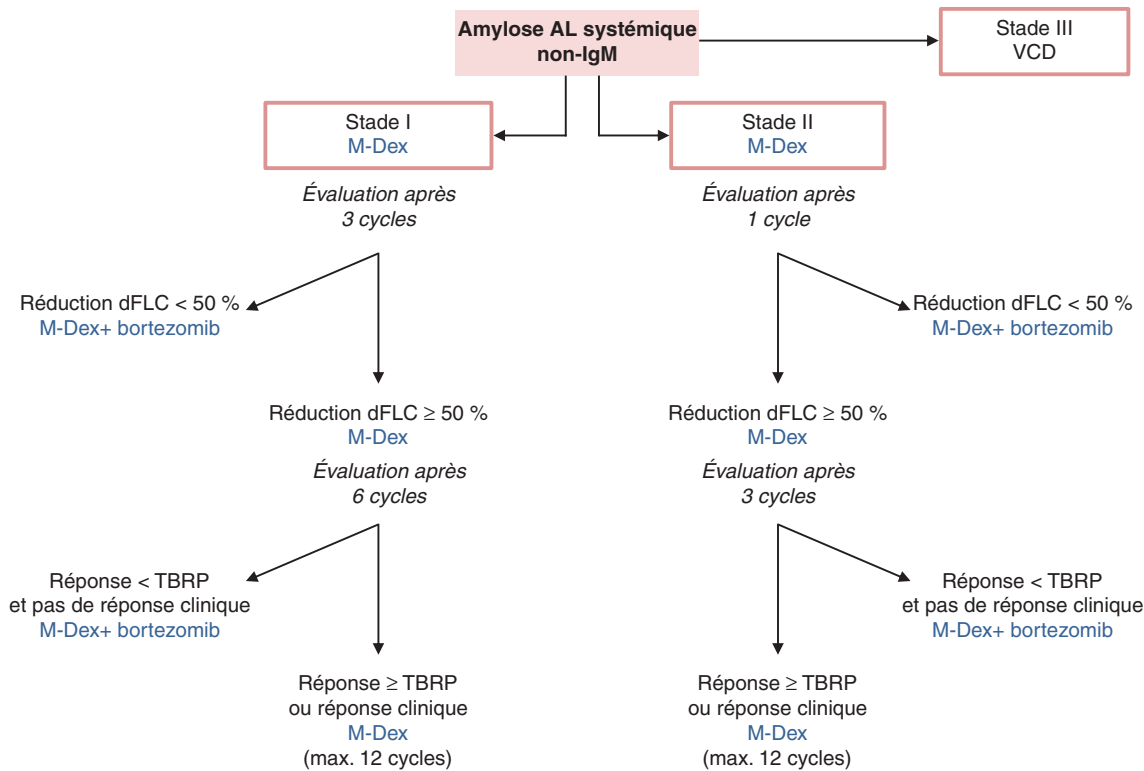 Amylose AL systémique
non-IgM
Stade III
VCD
Stade I
M-Dex
Stade II
M-Dex
Évaluation après
3 cycles
Évaluation après
1 cycle
Réduction dFLC < 50 %
M-Dex+ bortezomib
Réduction dFLC < 50 %
M-Dex+ bortezomib
Réduction dFLC ≥ 50 %
M-Dex
Réduction dFLC ≥ 50 %
M-Dex
Évaluation après
6 cycles
Évaluation après
3 cycles
Réponse < TBRP
et pas de réponse clinique
M-Dex+ bortezomib
Réponse < TBRP
et pas de réponse clinique
M-Dex+ bortezomib
Réponse ≥ TBRP
ou réponse clinique
M-Dex
(max. 12 cycles)
Réponse ≥ TBRP
ou réponse clinique
M-Dex
(max. 12 cycles)